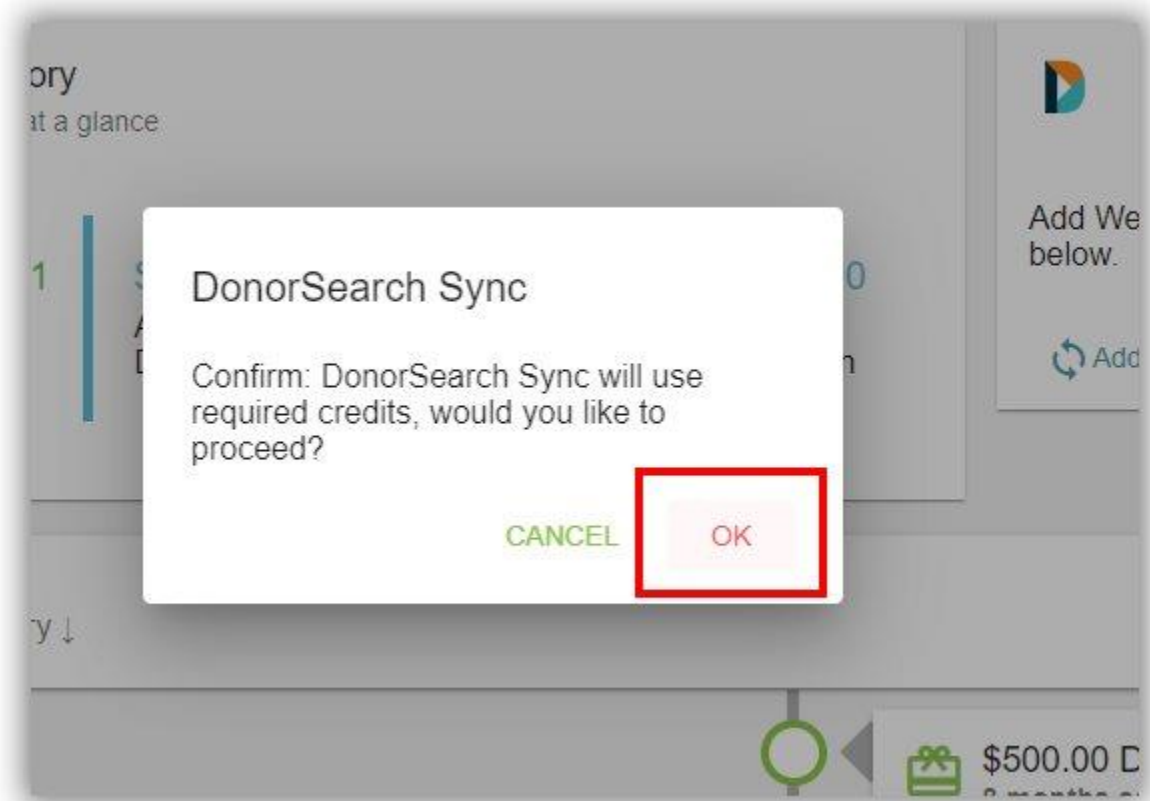 ory
at a glance
Add We
below.
1
0
DonorSearch Sync
Confirm: DonorSearch Sync will use
required credits, would you like to
proceed?
Add
CANCEL OK
ry ↓
$500.00 D